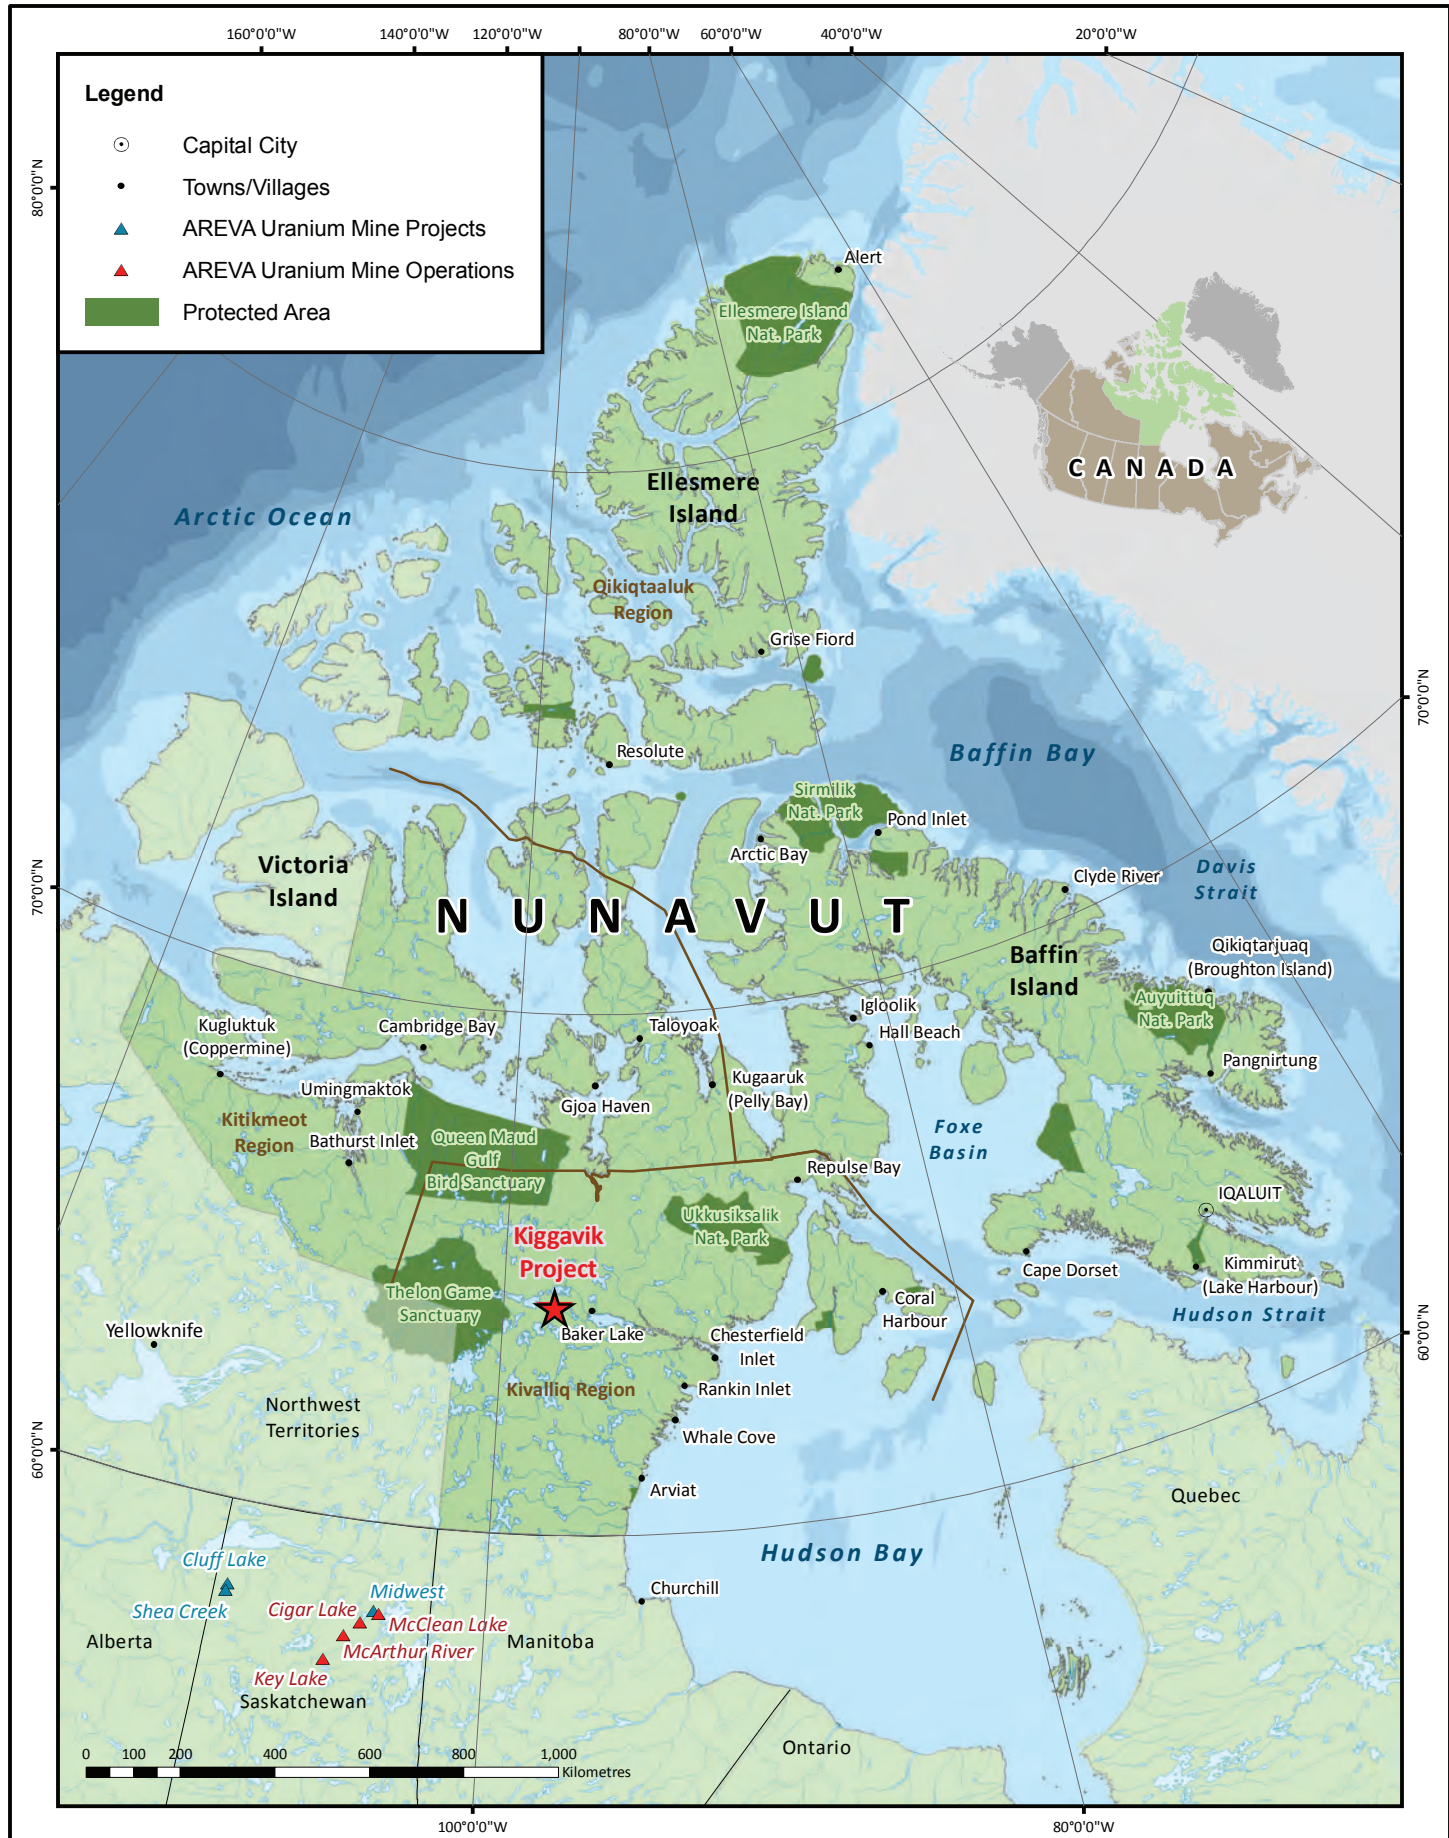 160°0'0"W
140°0'0"W
120°0'0"W
80°0'0"W
60°0'0"W
40°0'0"W
20°0'0"W
Legend
Capital City
Towns/Villages
AREVA Uranium Mine Projects
AREVA Uranium Mine Operations
Protected Area
80°0'0"N
Alert
Ellesmere Island
Nat. Park
CANADA
Ellesmere
Island
Arctic Ocean
Qikiqtaaluk
Region
Grise Fiord
70°0'0"N
Resolute
Baffin Bay
Sirmilik
Nat. Park
Pond Inlet
Arctic Bay
Victoria
Island
Clyde River
Davis
Strait
70°0'0"N
NUNAVUT
Baffin
Island
Qikiqtarjuaq
(Broughton Island)
Auyuittuq
Nat. Park
Igloolik
Hall Beach
Kugluktuk
(Coppermine)
Cambridge Bay
Taloyoak
Pangnirtung
Umingmaktok
Gjoa Haven
Kugaaruk
(Pelly Bay)
Kitikmeot
Region
Bathurst Inlet
Queen Maud
Gulf
Bird Sanctuary
Foxe
Basin
Repulse Bay
IQALUIT
Ukkusiksalik
Nat. Park
Kiggavik
Project
Cape Dorset
Kimmirut
(Lake Harbour)
Thelon Game
Sanctuary
Coral
Harbour
Hudson Strait
Yellowknife
Baker Lake
Chesterfield
Inlet
60°0'0"N
Kivalliq Region
Rankin Inlet
Northwest
Territories
Whale Cove
60°0'0"N
Arviat
Quebec
Hudson Bay
Cluff Lake
Shea Creek
Midwest
Cigar Lake
McClean Lake
Churchill
Alberta
McArthur River
Manitoba
Key Lake
Saskatchewan
Ontario
0 100 200 400 600 800 1,000
Kilometres
100°0'0"W
80°0'0"W